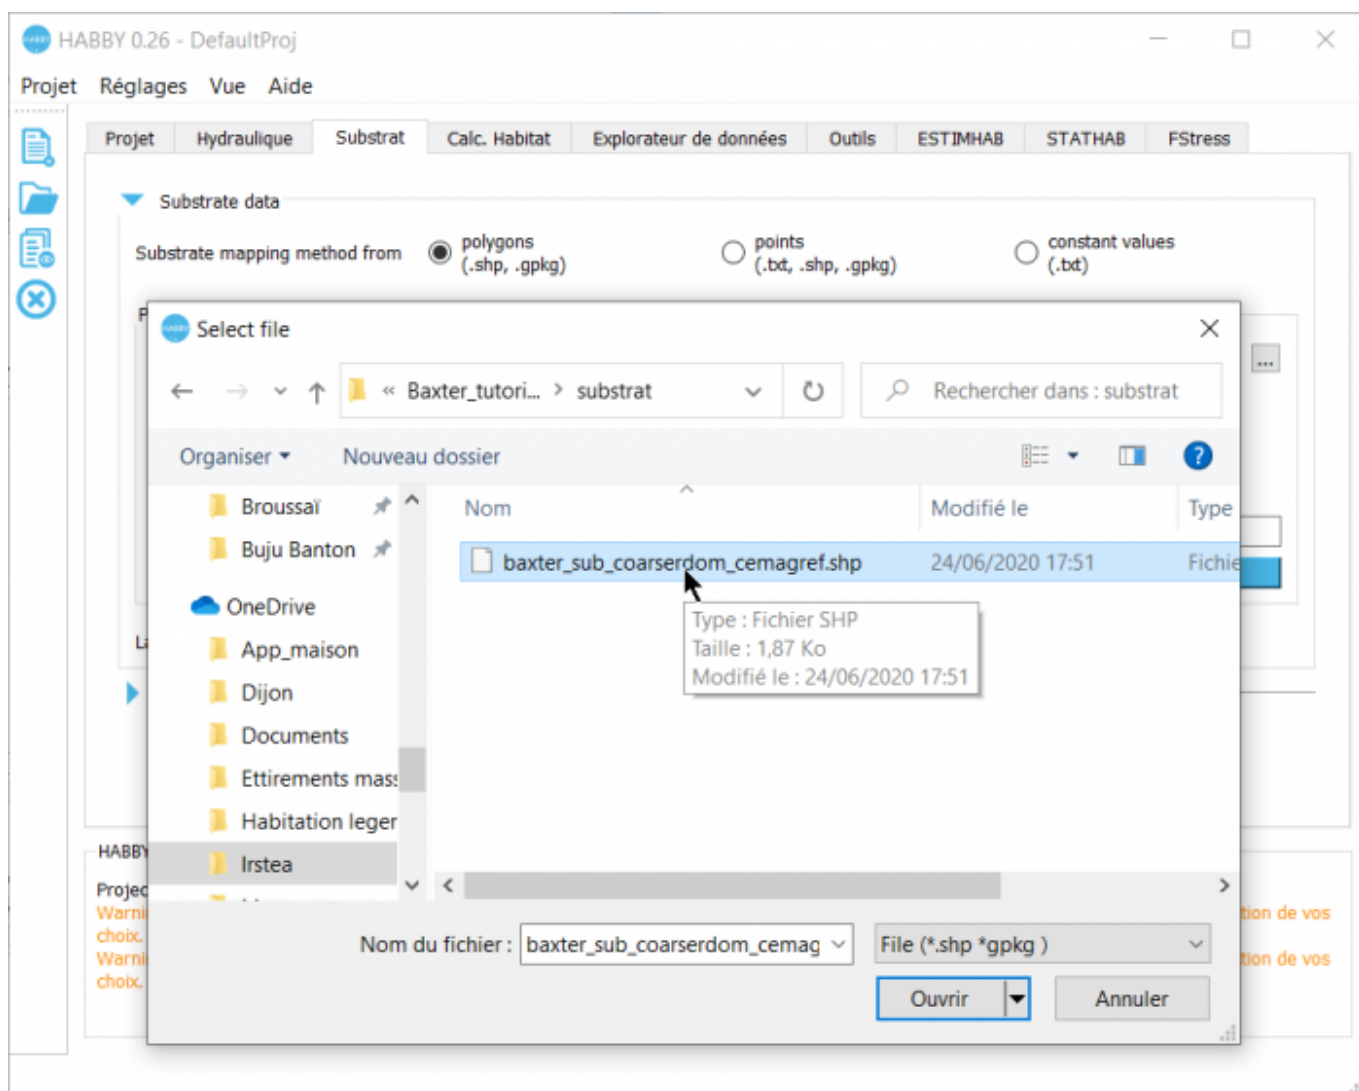 HABBY 0.26 - DefaultProj
Projet Réglages Vue Aide
Projet Hydraulique Substrat Calc. Habitat Explorateur de données Outils ESTIMHAB STATHAB FStress
Substrate data
Substrate mapping method from polygons (.shp, .gpkg) points (.txt, .shp, .gpkg) constant values (.txt)
Select file
...
« Baxter_tutori... > substrat Rechercher dans : substrat
Organiser Nouveau dossier ?
Nom Modifié le Type
Broussaï
Buju Banton
baxter_sub_coarserdom_cemagref.shp 24/06/2020 17:51 Fichie
OneDrive
Type : Fichier SHP
Taille : 1,87 Ko
Modifié le : 24/06/2020 17:51
App_maison
Dijon
Documents
Ettirements mass
Habitation leger
Irstea
HABBY
Projec
Warni tion de vos
choix.
Warni tion de vos
choix.
Nom du fichier : baxter_sub_coarserdom_cemag File (*.shp *gpkg )
Ouvrir Annuler